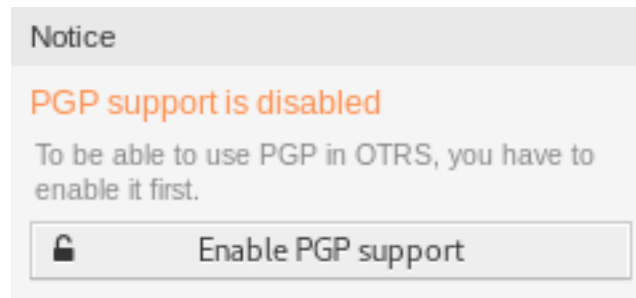 Notice
PGP support is disabled
To be able to use PGP in OTRS, you have to
enable it first.
Enable PGP support